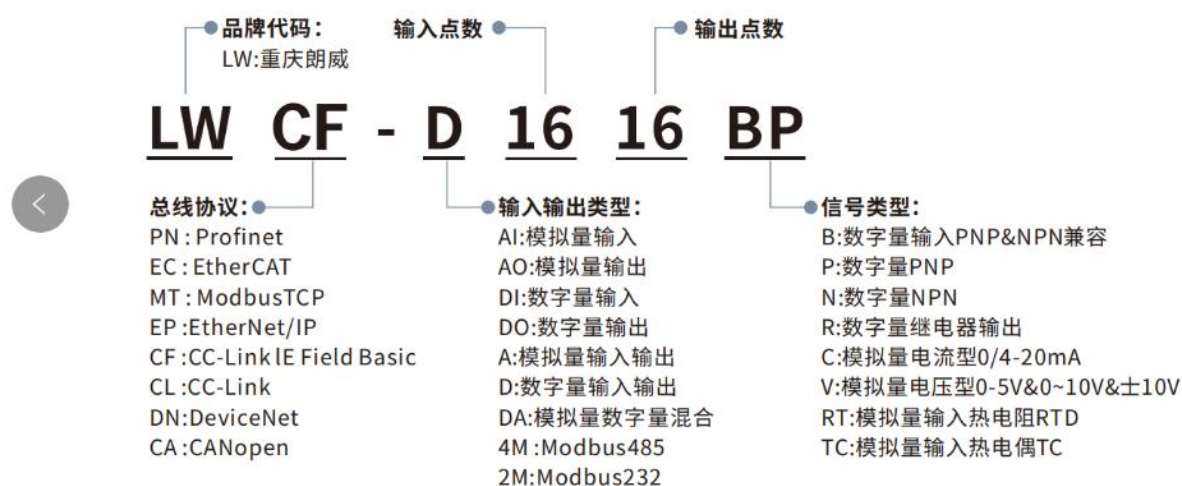 品牌代码：
输入点数
输出点数
LW:重庆朗威
LW CF - D 16 16 BP
总线协议：
PN : Profinet
EC : EtherCAT
MT : ModbusTCP
EP :EtherNet/IP
CF :CC-Link lE Field Basic
CL :CC-Link
DN:DeviceNet
CA :CANopen
输入输出类型：
AI:模拟量输入
AO:模拟量输出
DI:数字量输入
DO:数字量输出
A:模拟量输入输出
D:数字量输入输出
DA:模拟量数字量混合
4M :Modbus485
2M:Modbus232
信号类型：
B:数字量输入PNP&NPN兼容
P:数字量PNP
N:数字量NPN
R:数字量继电器输出
C:模拟量电流型0/4-20mA
V:模拟量电压型0-5V&0~10V&士10V
RT:模拟量输入热电阻RTD
TC:模拟量输入热电偶TC